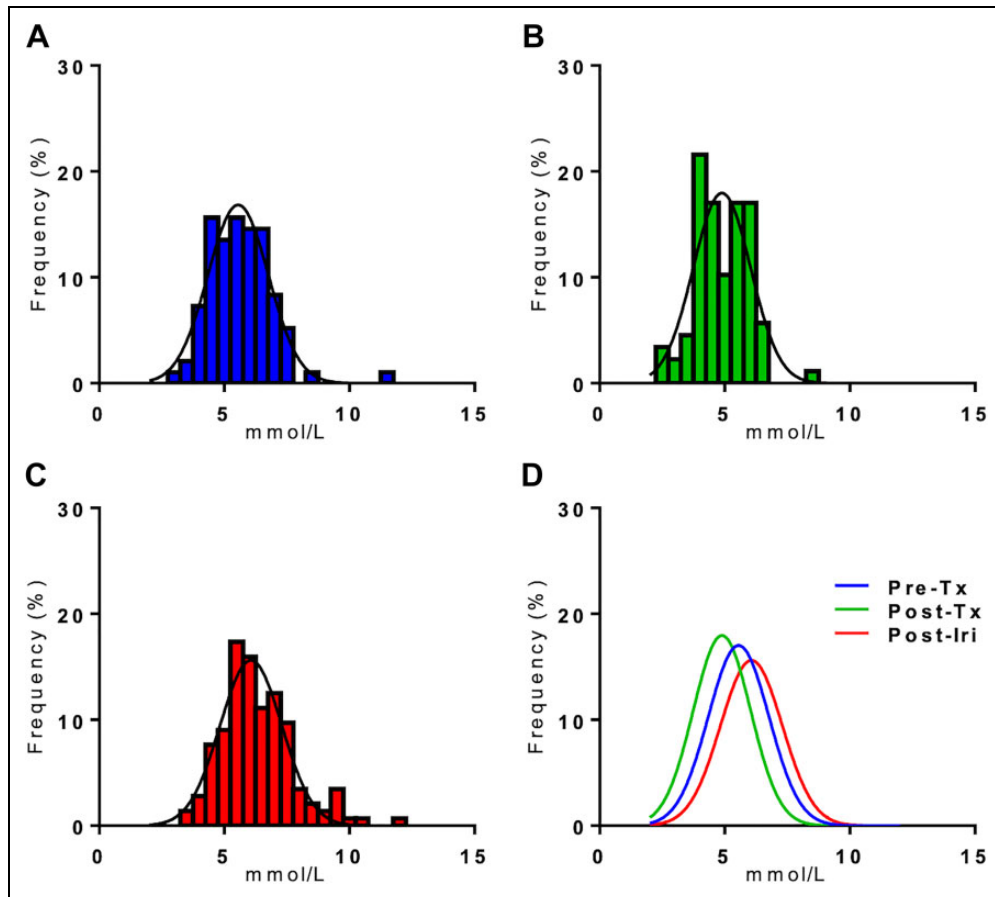 A
Frequency (%)
30
20
10
0
0 5 10 15
mmol/L
B
Frequency (%)
30
20
10
0
0 5 10 15
mmol/L
C
Frequency (%)
30
20
10
0
0 5 10 15
mmol/L
D
Frequency (%)
30
20
10
0
0 5 10 15
mmol/L
Pre-Tx
Post-Tx
Post-Iri